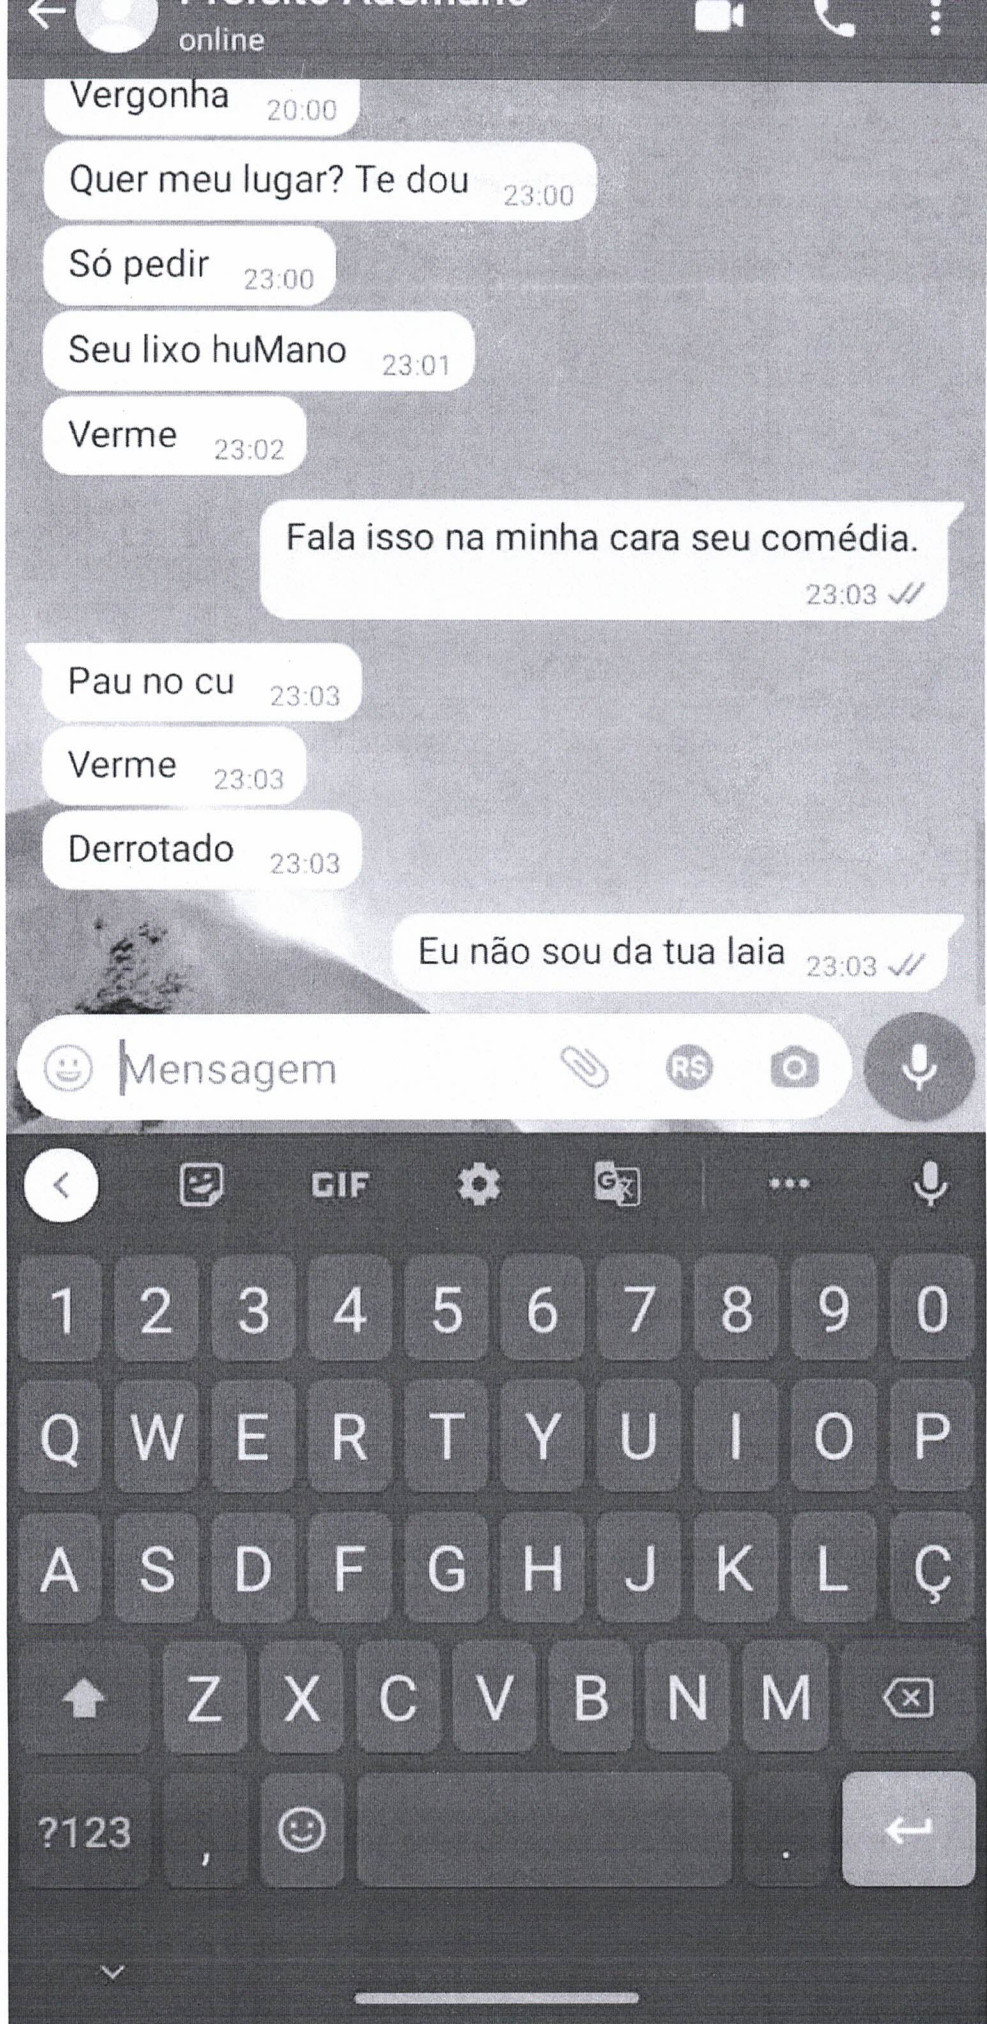 online
Vergonha 20:00
Quer meu lugar? Te dou 23:00
Só pedir 23:00
Seu lixo huMano 23:01
Verme 23:02
Fala isso na minha cara seu comédia.
23:03
Pau no cu 23:03
Verme 23:03
Derrotado 23:03
Eu não sou da tua laia 23:03
Mensagem R$
GIF G
1 2 3 4 5 6 7 8 9 0
Q W E R T Y U I O P
A S D F G H J K L Ç
Z X C V B N M
?123 , .